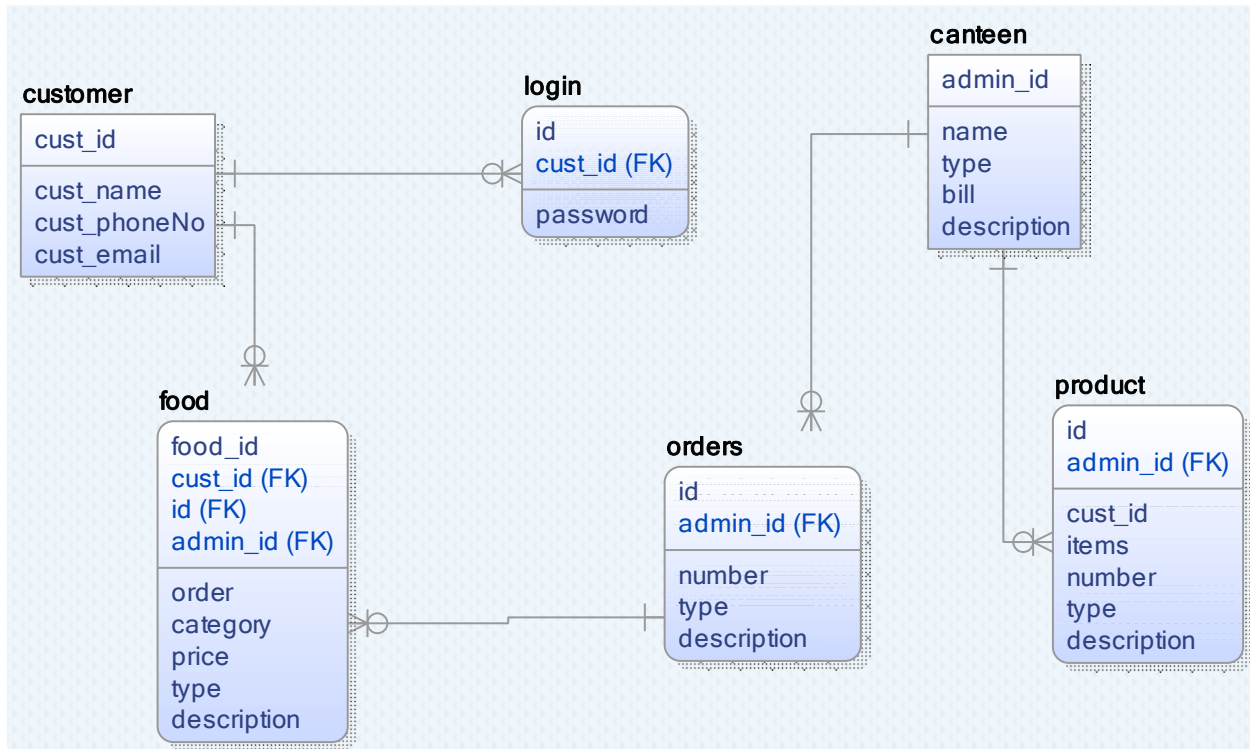 customer
cust_id
cust_name
cust_phoneNo
cust_email
login
id
cust_id (FK)
password
canteen
admin_id
name
type
bill
description
food
food_id
cust_id (FK)
id (FK)
admin_id (FK)
order
category
price
type
description
orders
id
admin_id (FK)
number
type
description
product
id
admin_id (FK)
cust_id
items
number
type
description